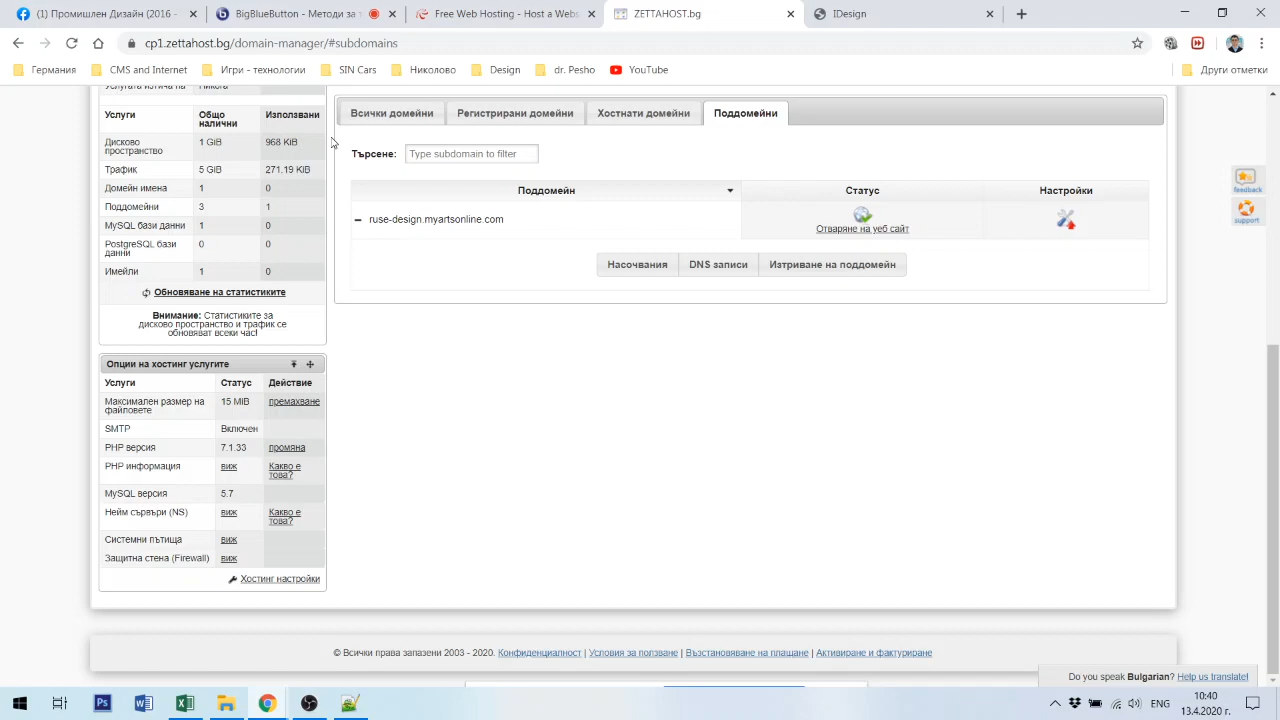 (1) Промишлен Дизайн (2016
BigBlueButton - Методи за
Free Web Hosting - Host a Webs
ZETTAHOST.bg
IDesign
cp1.zettahost.bg/domain-manager/#subdomains
Германия
CMS and Internet
Игри - технологии
SIN Cars
Николово
Design
dr. Pesho
YouTube
Други отметки
Услугата изтича на Никога
Услуги Общо налични Използвани
Дисково пространство 1 GiB 968 KiB
Трафик 5 GiB 271.19 KiB
Домейн имена 1 0
Поддомейни 3 1
MySQL бази данни 1 0
PostgreSQL бази данни 0 0
Имейли 1 0
Обновяване на статистиките
Внимание: Статистиките за
дисково пространство и трафик се
обновяват всеки час!
Опции на хостинг услугите
Услуги Статус Действие
Максимален размер на файловете 15 MiB премахване
SMTP Включен
PHP версия 7.1.33 промяна
PHP информация виж Какво е това?
MySQL версия 5.7
Нейм сървъри (NS) виж Какво е това?
Системни пътища виж
Защитна стена (Firewall) виж
Хостинг настройки
Всички домейни
Регистрирани домейни
Хостнати домейни
Поддомейни
Търсене: Type subdomain to filter
Поддомейн Статус Настройки
ruse-design.myartsonline.com Отваряне на уеб сайт
Насочвания DNS записи Изтриване на поддомейн
feedback
support
© Всички права запазени 2003 - 2020. Конфиденциалност | Условия за ползване | Възстановяване на плащане | Активиране и фактуриране
Do you speak Bulgarian? Help us translate!
ENG
10:40
13.4.2020 г.